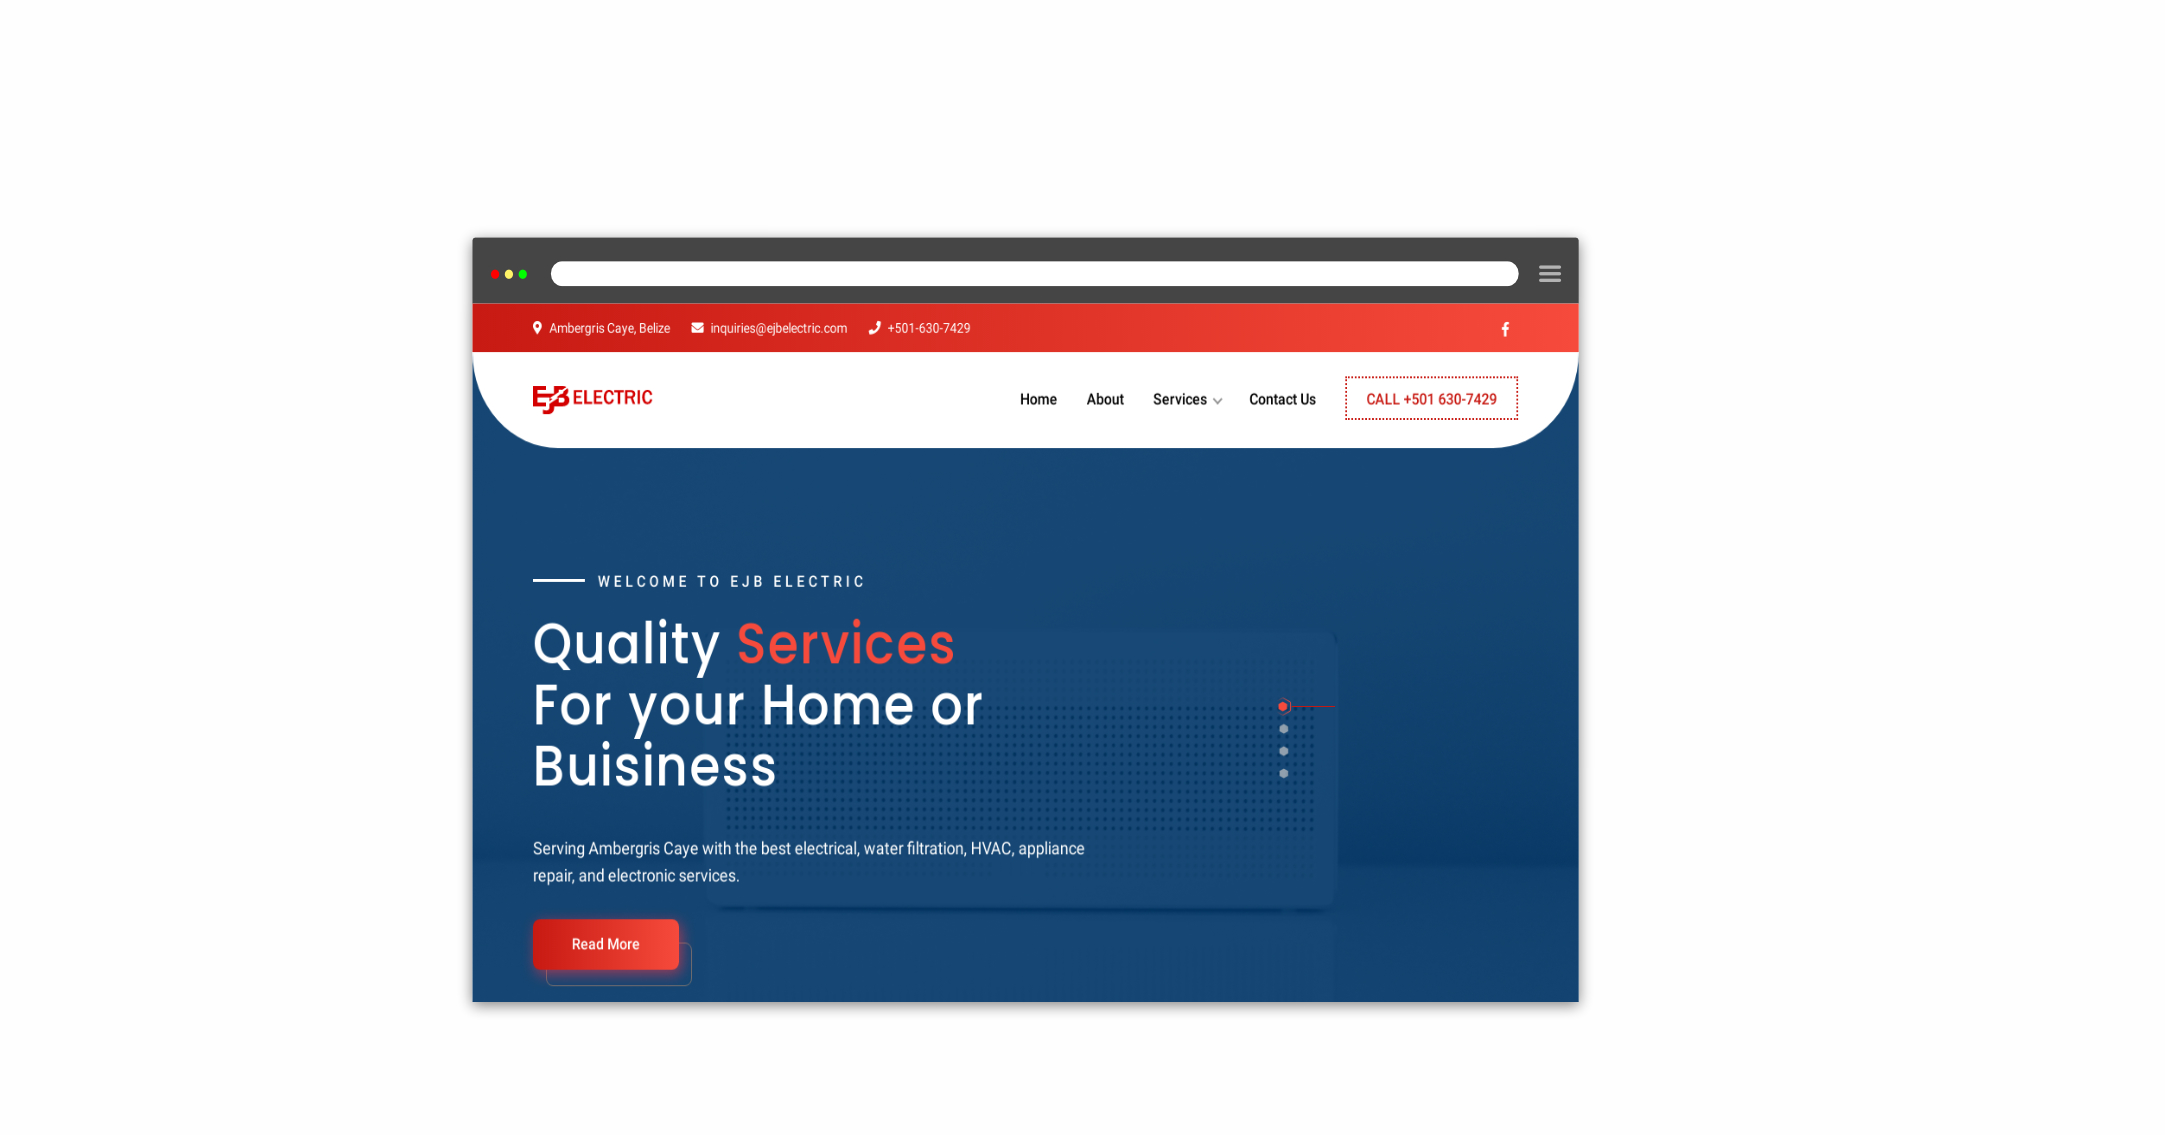 Ambergris Caye, Belize inquiries@ejbelectric.com +501-630-7429
EJB ELECTRIC Home About Services Contact Us CALL +501 630-7429
WELCOME TO EJB ELECTRIC
Quality Services
For your Home or
Buisiness
Serving Ambergris Caye with the best electrical, water filtration, HVAC, appliance
repair, and electronic services.
Read More